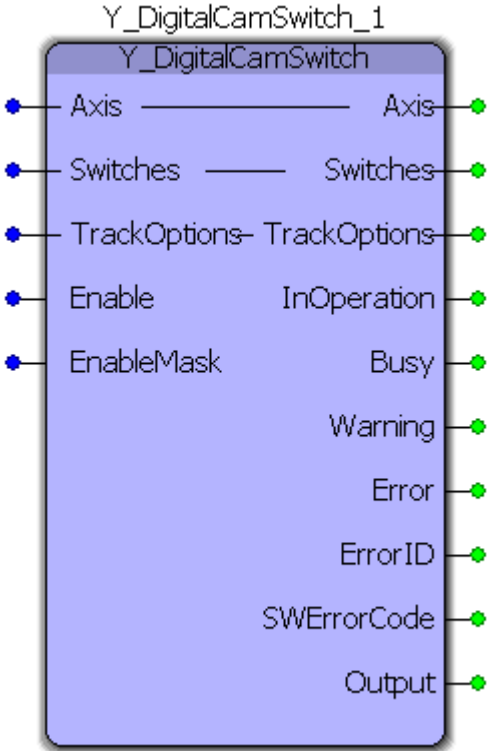 Y_DigitalCamSwitch_1
Y_DigitalCamSwitch
Axis Axis
Switches Switches
TrackOptions TrackOptions
Enable InOperation
EnableMask Busy
Warning
Error
ErrorID
SWErrorCode
Output